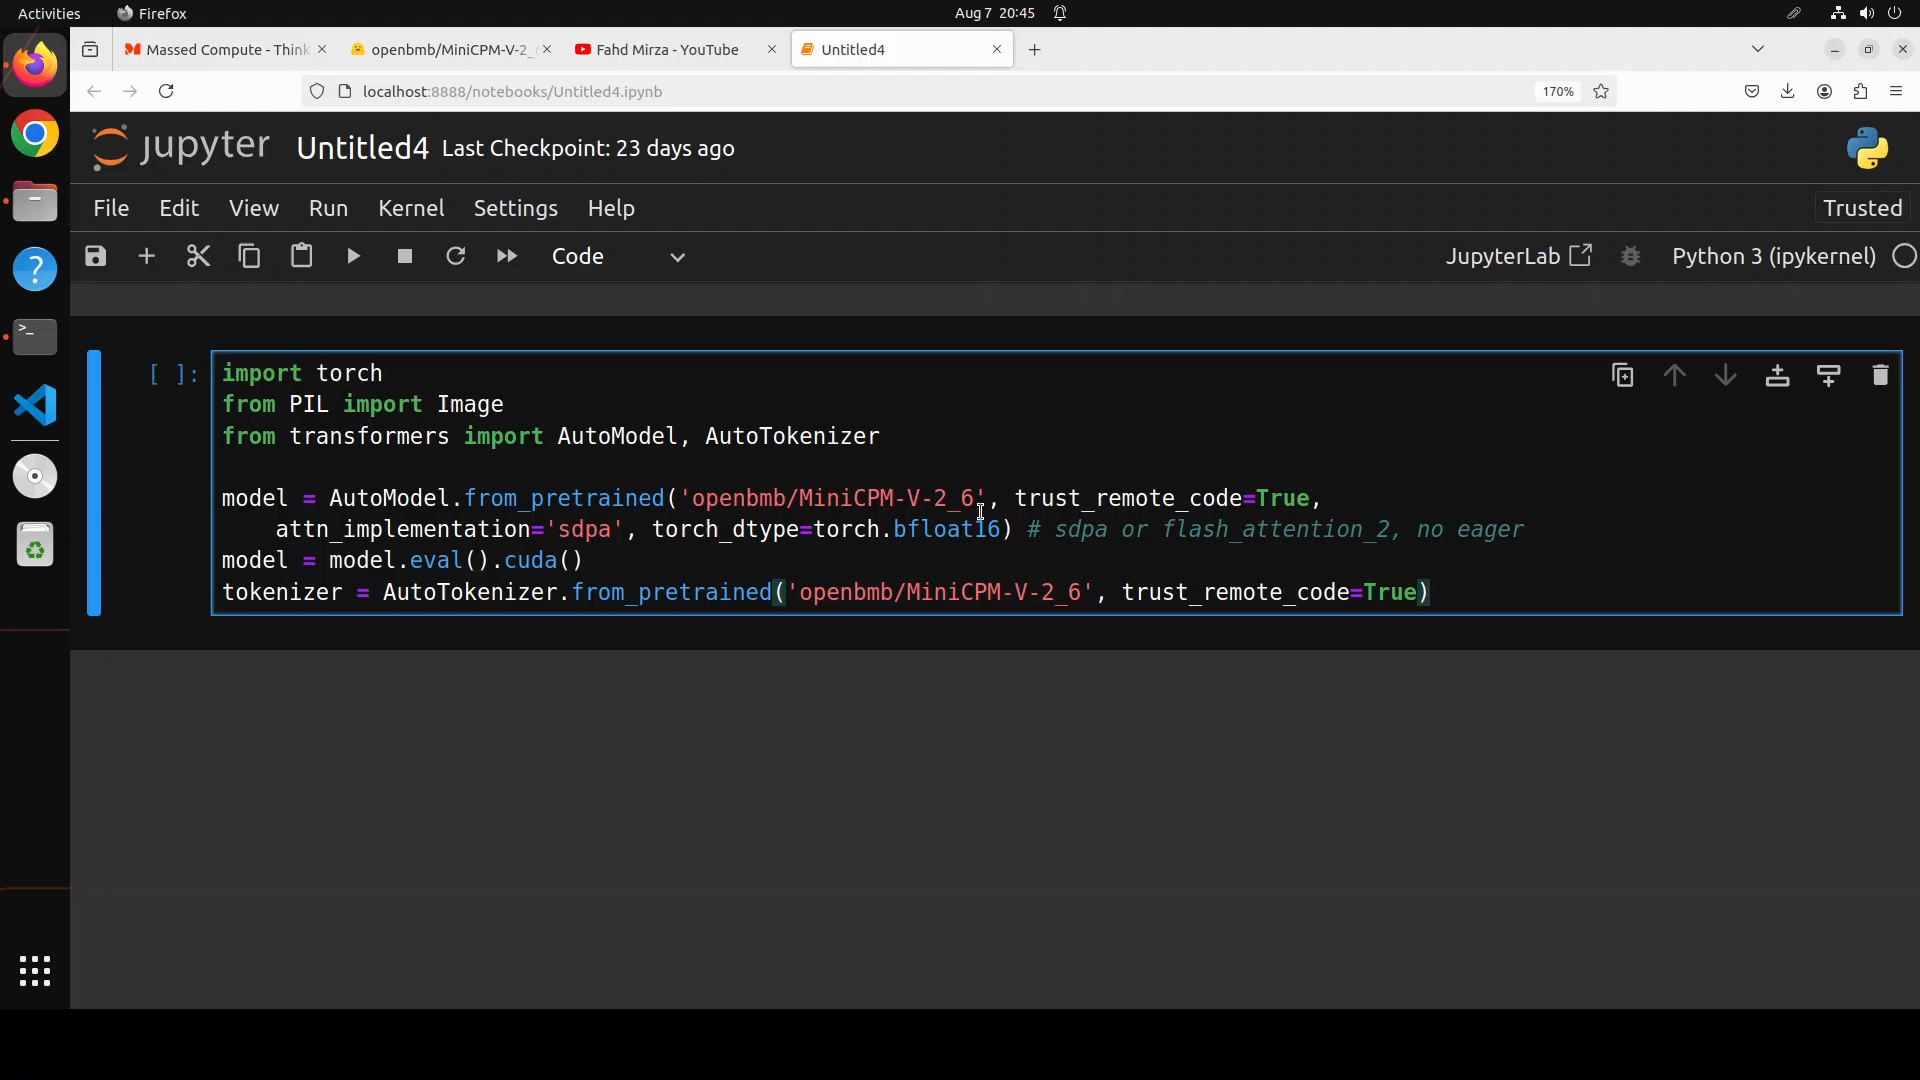 Activities
Firefox
Aug 7 20:45
Massed Compute - Think
openbmb/MiniCPM-V-2_
Fahd Mirza - YouTube
Untitled4
localhost:8888/notebooks/Untitled4.ipynb
170%
jupyter
Untitled4
Last Checkpoint: 23 days ago
File
Edit
View
Run
Kernel
Settings
Help
Trusted
Code
JupyterLab
Python 3 (ipykernel)
[ ]:
import torch
from PIL import Image
from transformers import AutoModel, AutoTokenizer
model = AutoModel.from_pretrained('openbmb/MiniCPM-V-2_6', trust_remote_code=True,
attn_implementation='sdpa', torch_dtype=torch.bfloat16) # sdpa or flash_attention_2, no eager
model = model.eval().cuda()
tokenizer = AutoTokenizer.from_pretrained('openbmb/MiniCPM-V-2_6', trust_remote_code=True)